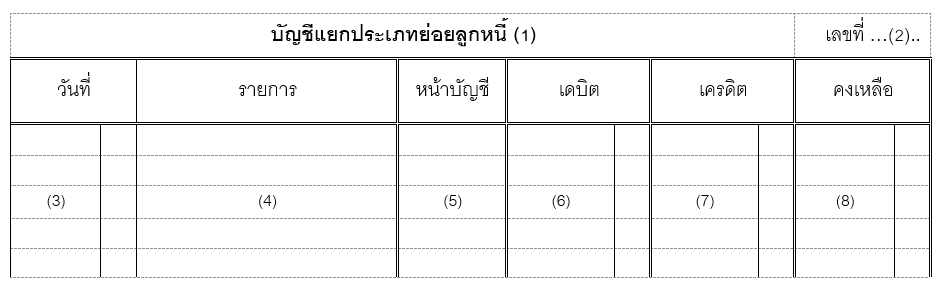 บัญชีแยกประเภทย่อยลูกหนี้ (1) เลขที่ ...(2)..
วันที่ รายการ หน้าบัญชี เดบิต เครดิต คงเหลือ
(3) (4) (5) (6) (7) (8)